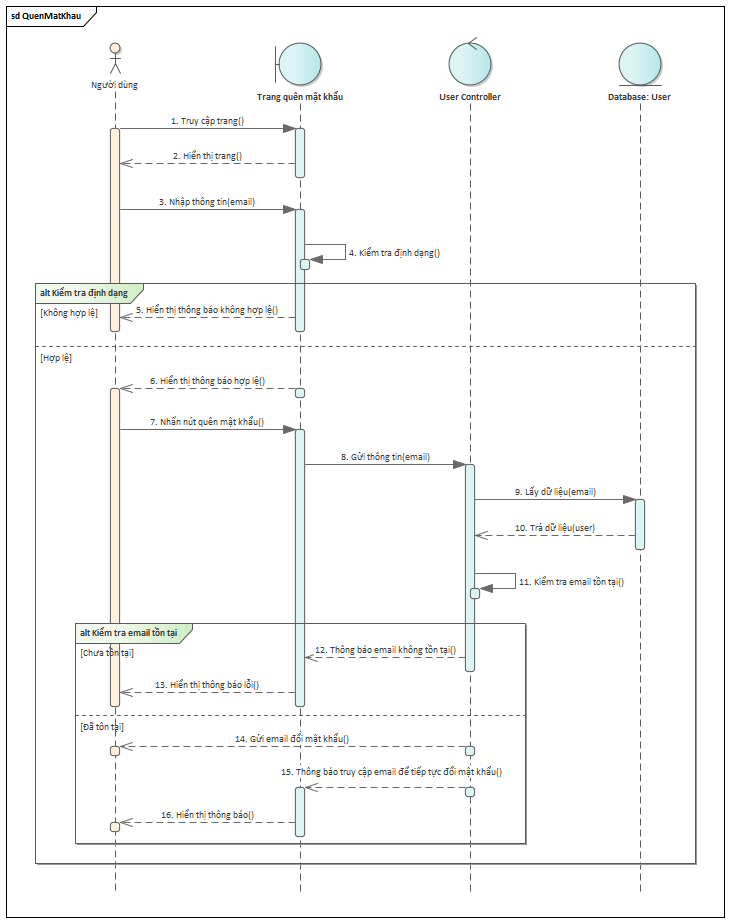 sd QuenMatKhau
Người dùng
Trang quên mật khẩu
User Controller
Database: User
1. Truy cập trang()
2. Hiển thị trang()
3. Nhập thông tin(email)
4. Kiểm tra định dạng()
alt Kiểm tra định dạng
[Không hợp lệ]
5. Hiển thị thông báo không hợp lệ()
[Hợp lệ]
6. Hiển thị thông báo hợp lệ()
7. Nhấn nút quên mật khẩu()
8. Gửi thông tin(email)
9. Lấy dữ liệu(email)
10. Trả dữ liệu(user)
11. Kiểm tra email tồn tại()
alt Kiểm tra email tồn tại
[Chưa tồn tại]
12. Thông báo email không tồn tại()
13. Hiển thị thông báo lỗi()
[Đã tồn tại]
14. Gửi email đổi mật khẩu()
15. Thông báo truy cập email để tiếp tục đổi mật khẩu()
16. Hiển thị thông báo()